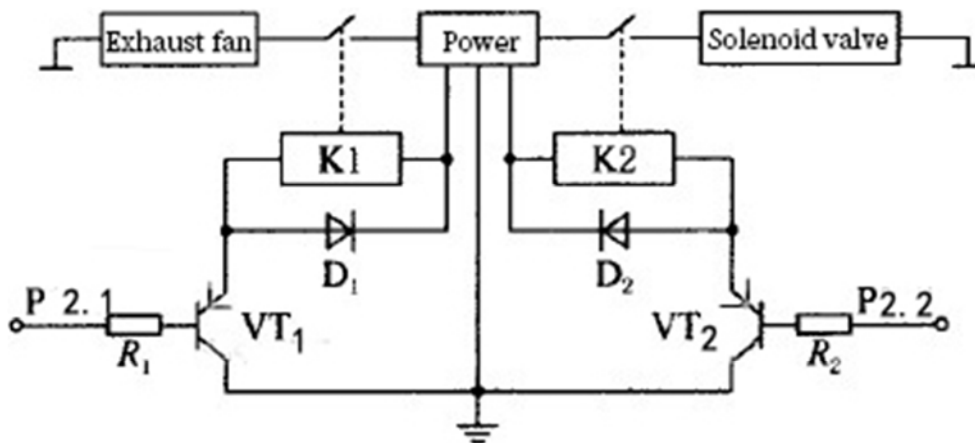 Exhaust fan
Power
Solenoid valve
K1
K2
D1
D2
P 2. 1
R1
VT1
VT2
P2. 2
R2